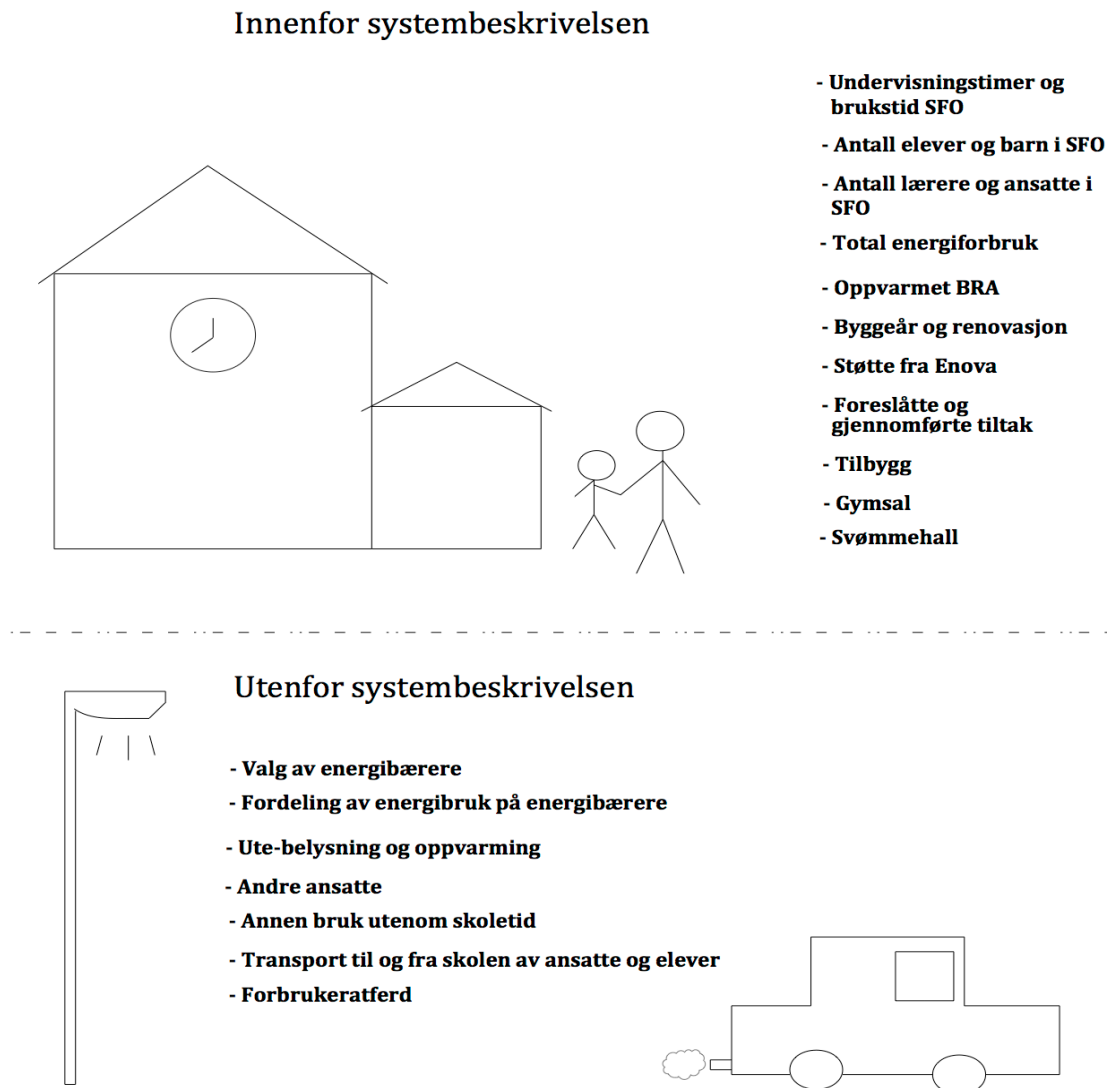 Innenfor systembeskrivelsen
- Undervisningstimer og
brukstid SFO
- Antall elever og barn i SFO
- Antall lærere og ansatte i
SFO
- Total energiforbruk
- Oppvarmet BRA
- Byggeår og renovasjon
- Støtte fra Enova
- Foreslåtte og
gjennomførte tiltak
- Tilbygg
- Gymsal
- Svømmehall
Utenfor systembeskrivelsen
- Valg av energibærere
- Fordeling av energibruk på energibærere
- Ute-belysning og oppvarming
- Andre ansatte
- Annen bruk utenom skoletid
- Transport til og fra skolen av ansatte og elever
- Forbrukeratferd